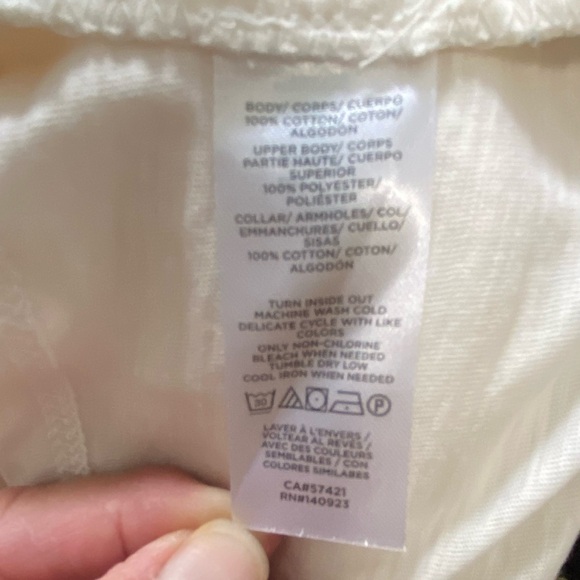 BODY/ CORPS/ CUERPO
100% COTTON/ COTON/
ALGODÓN
UPPER BODY/ CORPS
PARTIE HAUTE/ CUERPO
SUPERIOR
100% POLYESTER/
POLIÉSTER
COLLAR/ ARMHOLES/ COL/
EMMANCHURES/ CUELLO/
SISAS
100% COTTON/ COTON/
ALGODÓN
TURN INSIDE OUT
MACHINE WASH COLD
DELICATE CYCLE WITH LIKE
COLORS
ONLY NON-CHLORINE
BLEACH WHEN NEEDED
TUMBLE DRY LOW
COOL IRON WHEN NEEDED
30 P
LAVER À L'ENVERS /
VOLTEAR AL REVÉS /
AVEC DES COULEURS
SEMBLABLES / CON
COLORES SIMILARES
CA#57421
RN#140923